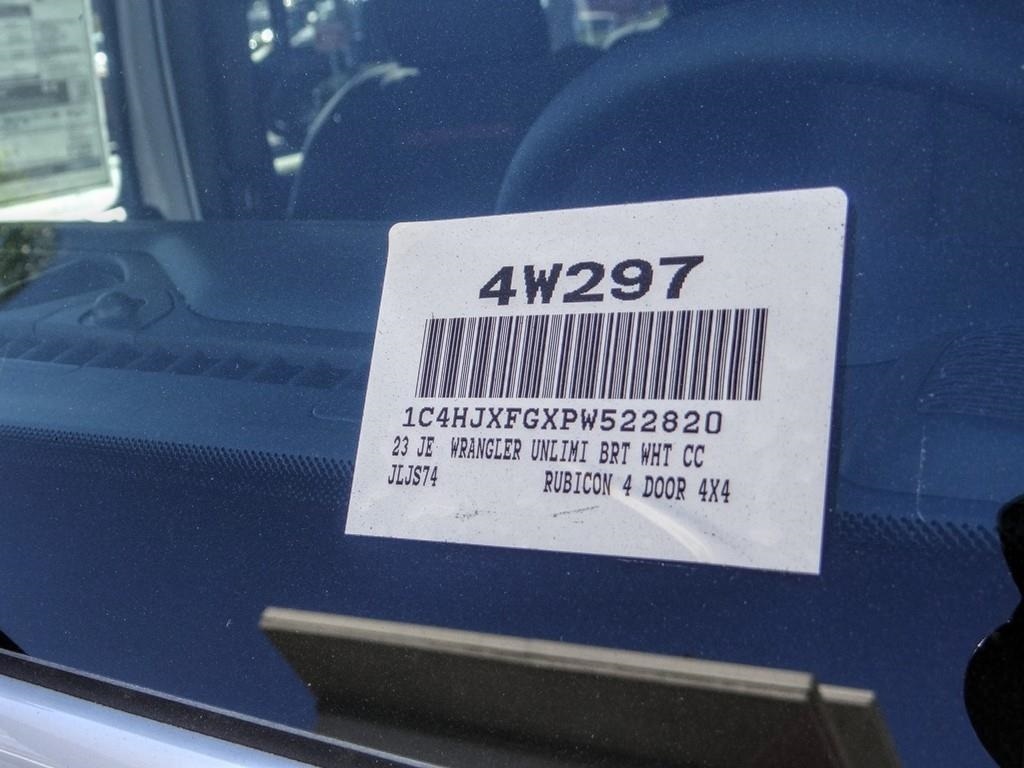 4W297
1C4HJXFGXPW522820
23 JE WRANGLER UNLIMI BRT WHT CC
JLJS74 RUBICON 4 DOOR 4X4